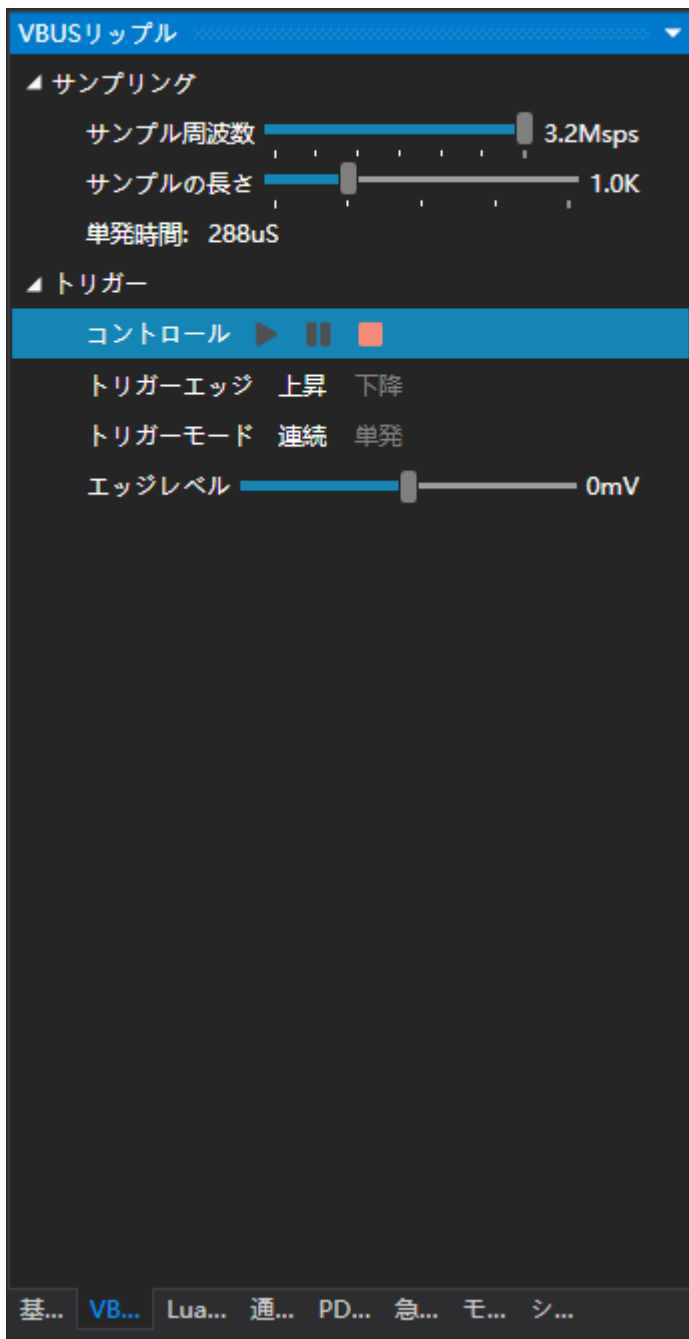 VBUSリップル
サンプリング
サンプル周波数 3.2Msps
サンプルの長さ 1.0K
単発時間: 288uS
トリガー
コントロール
トリガーエッジ 上昇 下降
トリガーモード 連続 単発
エッジレベル 0mV
基... VB... Lua... 通... PD... 急... モ... シ...